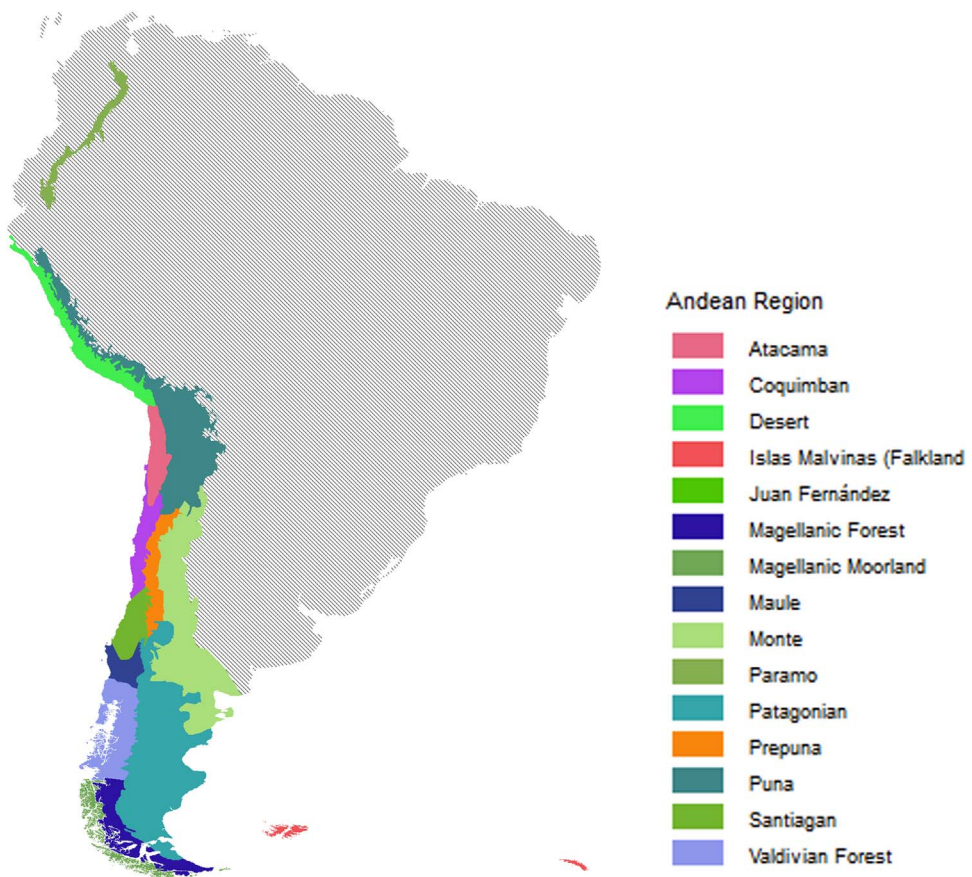 Andean Region
Atacama
Coquimban
Desert
Islas Malvinas (Falkland
Juan Fernández
Magellanic Forest
Magellanic Moorland
Maule
Monte
Paramo
Patagonian
Prepuna
Puna
Santiagan
Valdivian Forest